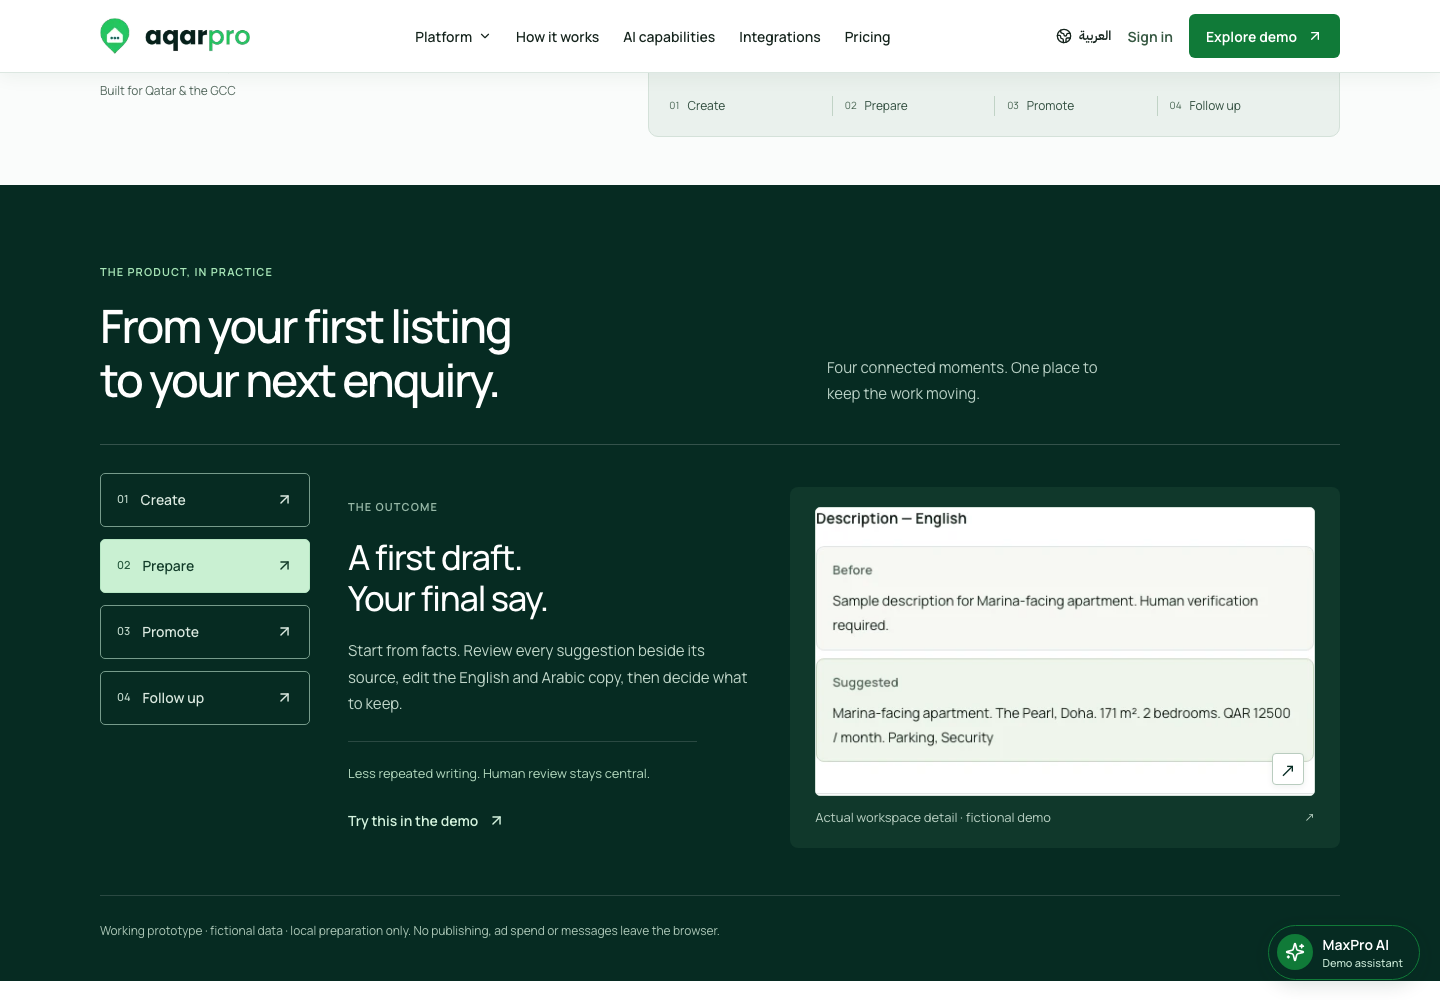 aqarpro
Platform
How it works
AI capabilities
Integrations
Pricing
العربية
Sign in
Explore demo
Built for Qatar & the GCC
01 Create
02 Prepare
03 Promote
04 Follow up
THE PRODUCT, IN PRACTICE
From your first listing
to your next enquiry.
Four connected moments. One place to
keep the work moving.
01 Create
02 Prepare
03 Promote
04 Follow up
THE OUTCOME
A first draft.
Your final say.
Start from facts. Review every suggestion beside its
source, edit the English and Arabic copy, then decide what
to keep.
Less repeated writing. Human review stays central.
Try this in the demo
Description — English
Before
Sample description for Marina-facing apartment. Human verification
required.
Suggested
Marina-facing apartment. The Pearl, Doha. 171 m². 2 bedrooms. QAR 12500
/ month. Parking, Security
Actual workspace detail · fictional demo
Working prototype · fictional data · local preparation only. No publishing, ad spend or messages leave the browser.
MaxPro AI
Demo assistant